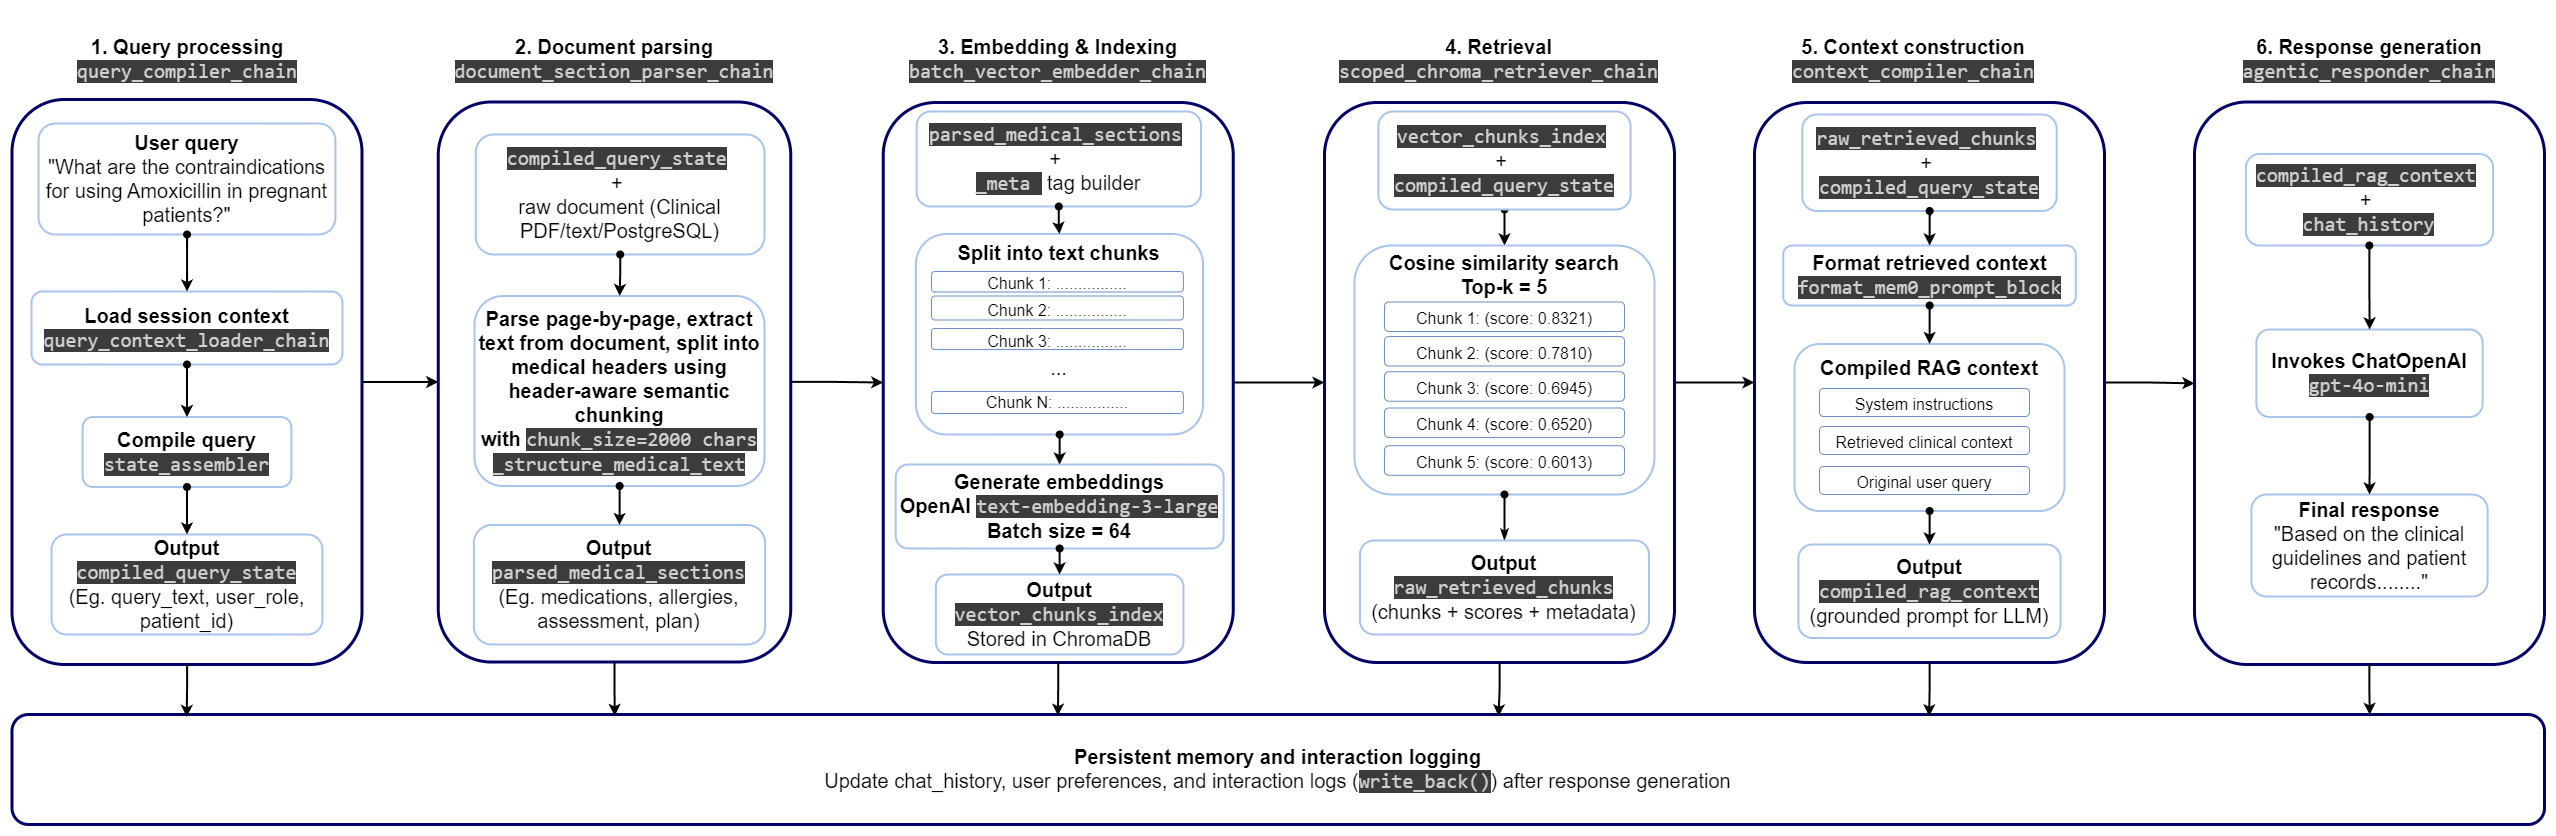 1. Query processing
query_compiler_chain
User query
"What are the contraindications
for using Amoxicillin in pregnant
patients?"
Load session context
query_context_loader_chain
Compile query
state_assembler
Output
compiled_query_state
(Eg. query_text, user_role,
patient_id)
2. Document parsing
document_section_parser_chain
compiled_query_state
+
raw document (Clinical
PDF/text/PostgreSQL)
Parse page-by-page, extract
text from document, split into
medical headers using
header-aware semantic
chunking
with chunk_size=2000 chars
_structure_medical_text
Output
parsed_medical_sections
(Eg. medications, allergies,
assessment, plan)
3. Embedding & Indexing
batch_vector_embedder_chain
parsed_medical_sections
+
_meta tag builder
Split into text chunks
Chunk 1: ................
Chunk 2: ................
Chunk 3: ................
...
Chunk N: ................
Generate embeddings
OpenAI text-embedding-3-large
Batch size = 64
Output
vector_chunks_index
Stored in ChromaDB
4. Retrieval
scoped_chroma_retriever_chain
vector_chunks_index
+
compiled_query_state
Cosine similarity search
Top-k = 5
Chunk 1: (score: 0.8321)
Chunk 2: (score: 0.7810)
Chunk 3: (score: 0.6945)
Chunk 4: (score: 0.6520)
Chunk 5: (score: 0.6013)
Output
raw_retrieved_chunks
(chunks + scores + metadata)
5. Context construction
context_compiler_chain
raw_retrieved_chunks
+
compiled_query_state
Format retrieved context
format_mem0_prompt_block
Compiled RAG context
System instructions
Retrieved clinical context
Original user query
Output
compiled_rag_context
(grounded prompt for LLM)
6. Response generation
agentic_responder_chain
compiled_rag_context
+
chat_history
Invokes ChatOpenAI
gpt-4o-mini
Final response
"Based on the clinical
guidelines and patient
records........"
Persistent memory and interaction logging
Update chat_history, user preferences, and interaction logs (write_back()) after response generation